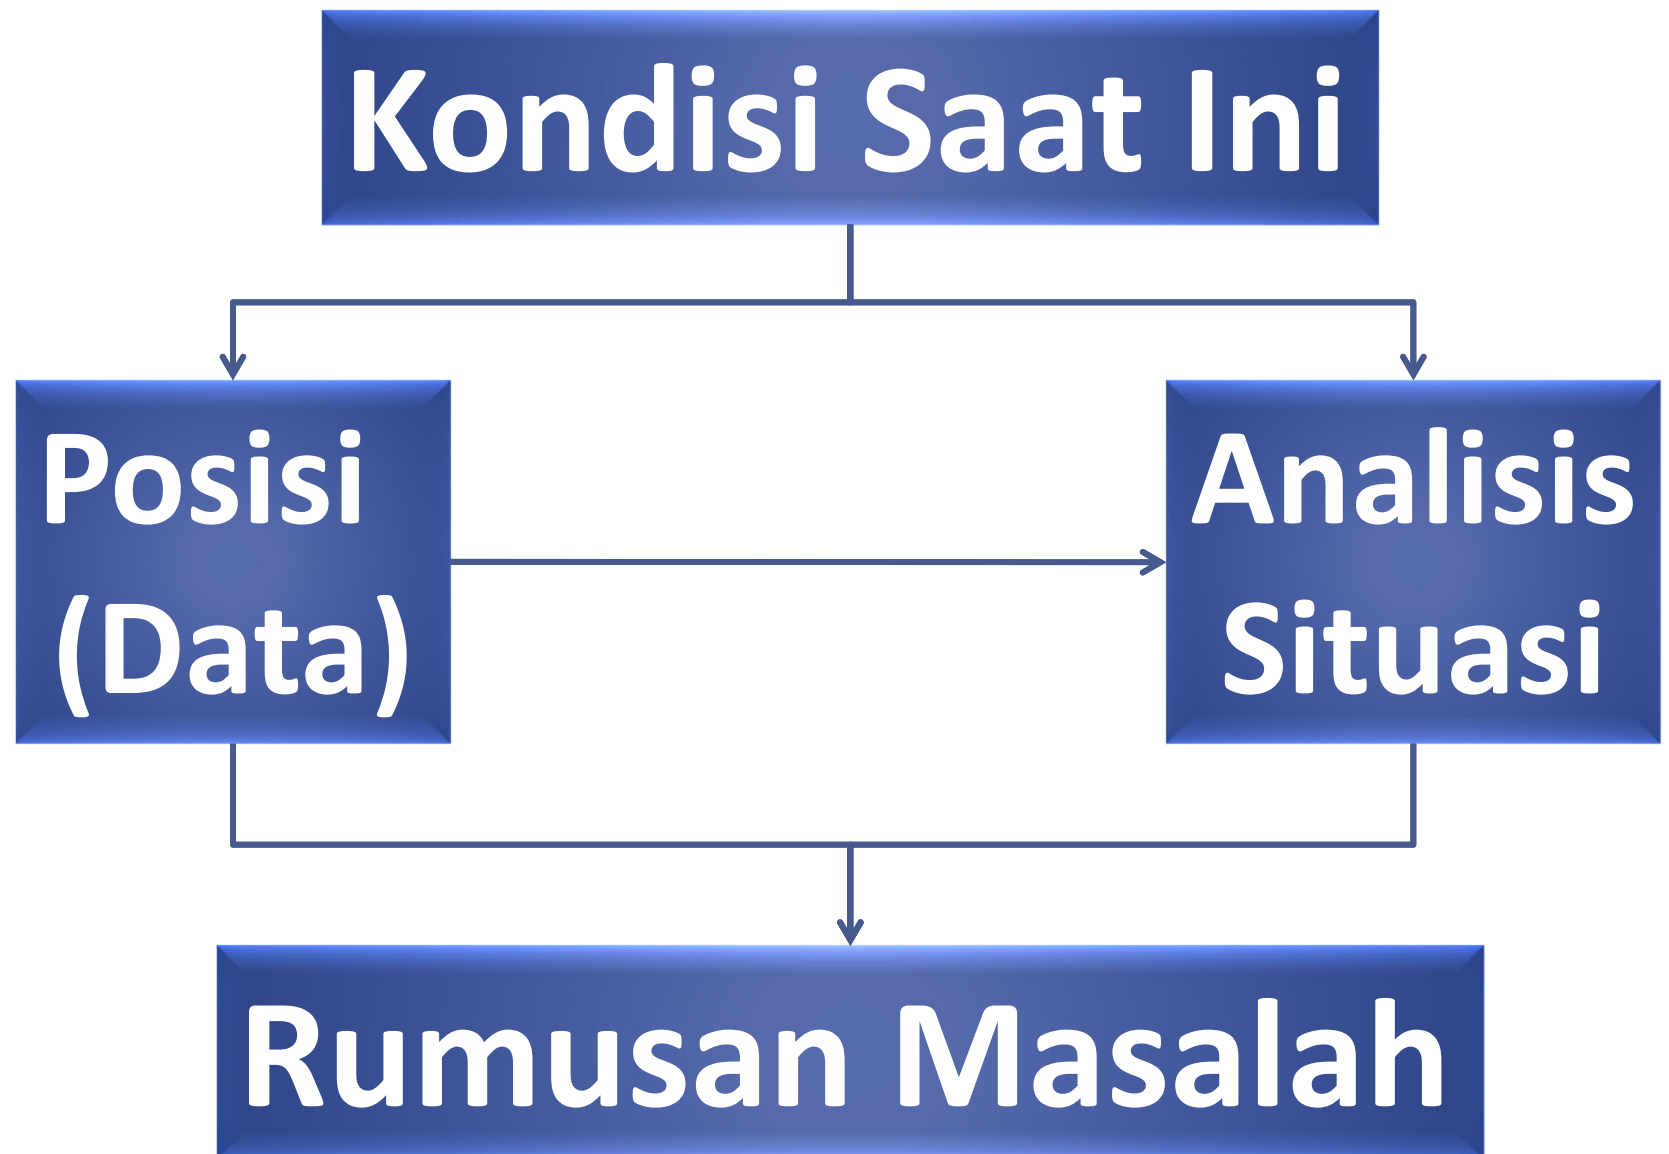 Kondisi Saat Ini
Posisi
(Data)
Analisis
Situasi
Rumusan Masalah